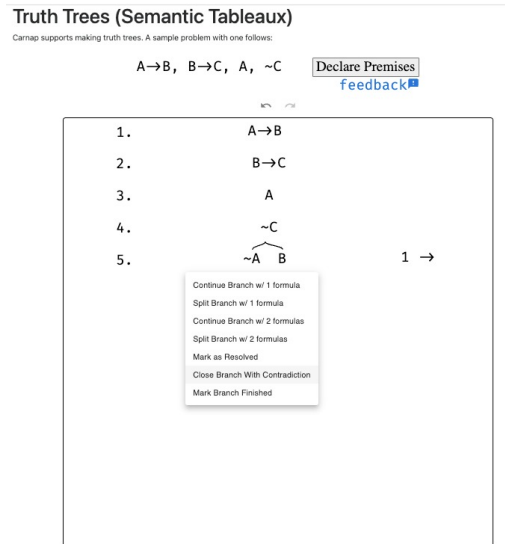 Truth Trees (Semantic Tableaux)
Carnap supports making truth trees. A sample problem with one follows:
A→B, B→C, A, ~C Declare Premises
feedback
1. A→B
2. B→C
3. A
4. ~C
5. ~A B 1 →
Continue Branch w/ 1 formula
Split Branch w/ 1 formula
Continue Branch w/ 2 formulas
Split Branch w/ 2 formulas
Mark as Resolved
Close Branch With Contradiction
Mark Branch Finished